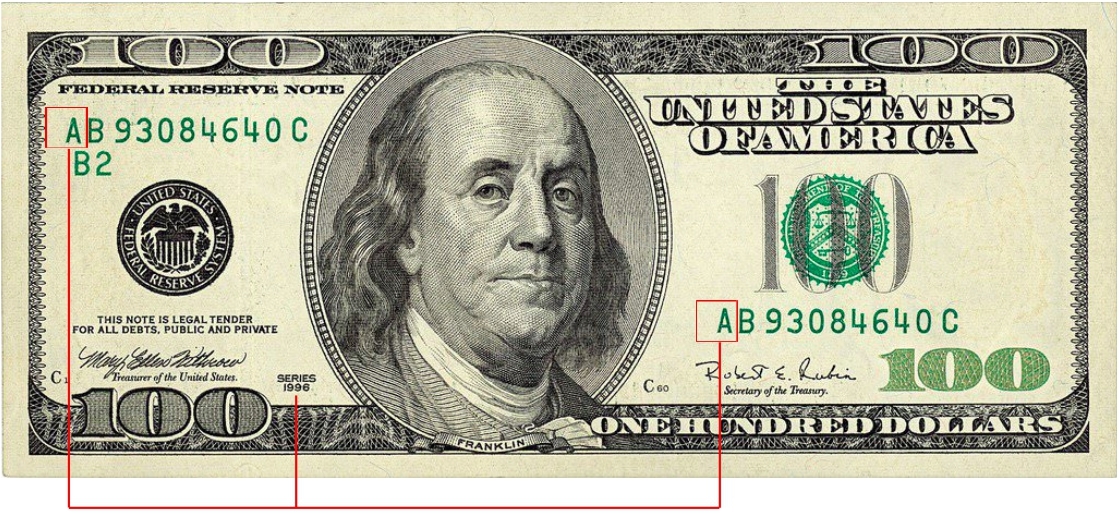 100 100
FEDERAL RESERVE NOTE
AB 93084640 C
B2
UNITED STATES
FEDERAL RESERVE SYSTEM
THIS NOTE IS LEGAL TENDER
FOR ALL DEBTS, PUBLIC AND PRIVATE
Mary Ellen Withrow
Treasurer of the United States.
SERIES
1996
100
FRANKLIN
THE
UNITED STATES
OF AMERICA
100
AB 93084640 C
C 60
Robert E. Rubin
Secretary of the Treasury.
100
ONE HUNDRED DOLLARS